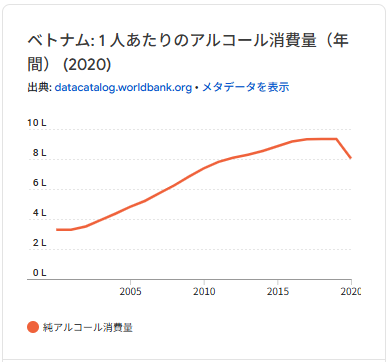 ベトナム: 1 人あたりのアルコール消費量（年
間） (2020)
出典: datacatalog.worldbank.org • メタデータを表示
10 L
8 L
6 L
4 L
2 L
0 L
2005 2010 2015 2020
純アルコール消費量